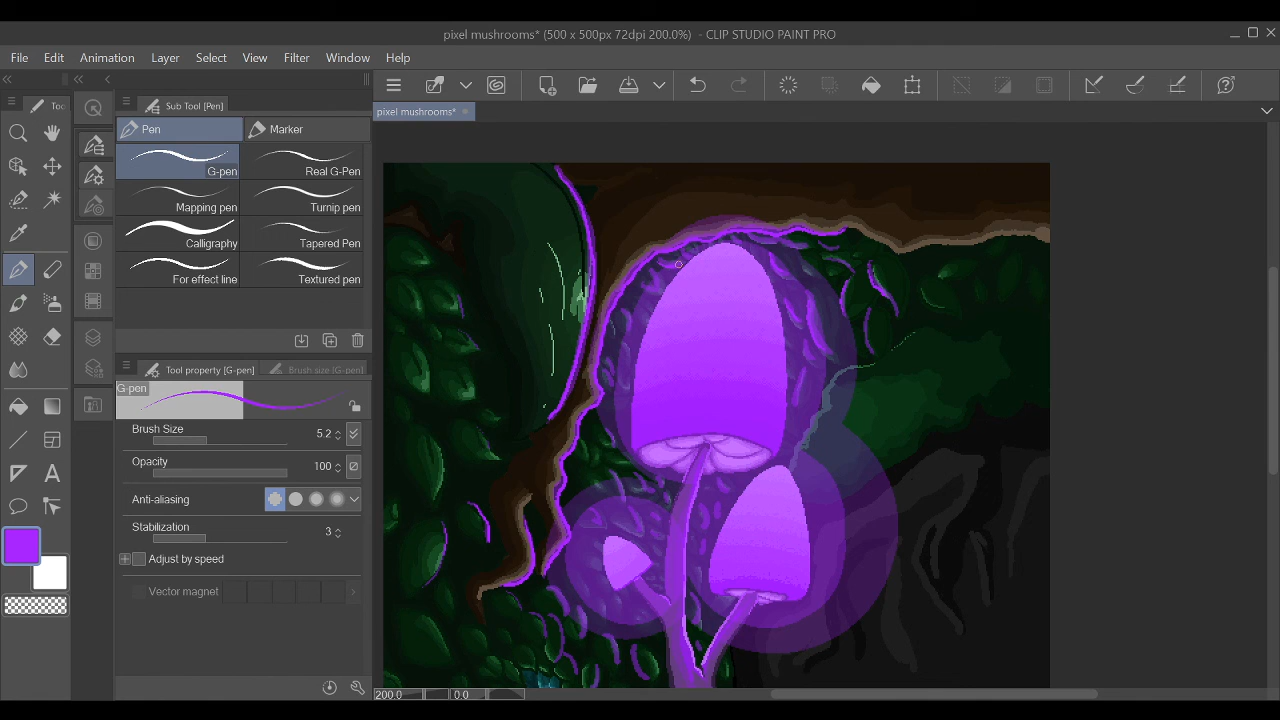 pixel mushrooms* (500 x 500px 72dpi 200.0%) - CLIP STUDIO PAINT PRO
File Edit Animation Layer Select View Filter Window Help
Too
Sub Tool [Pen]
pixel mushrooms*
Pen
Marker
G-pen
Real G-Pen
Mapping pen
Turnip pen
Calligraphy
Tapered Pen
For effect line
Textured pen
Tool property [G-pen]
Brush size [G-pen]
G-pen
Brush Size
5.2
Opacity
100
Anti-aliasing
Stabilization
3
Adjust by speed
Vector magnet
200.0
0.0